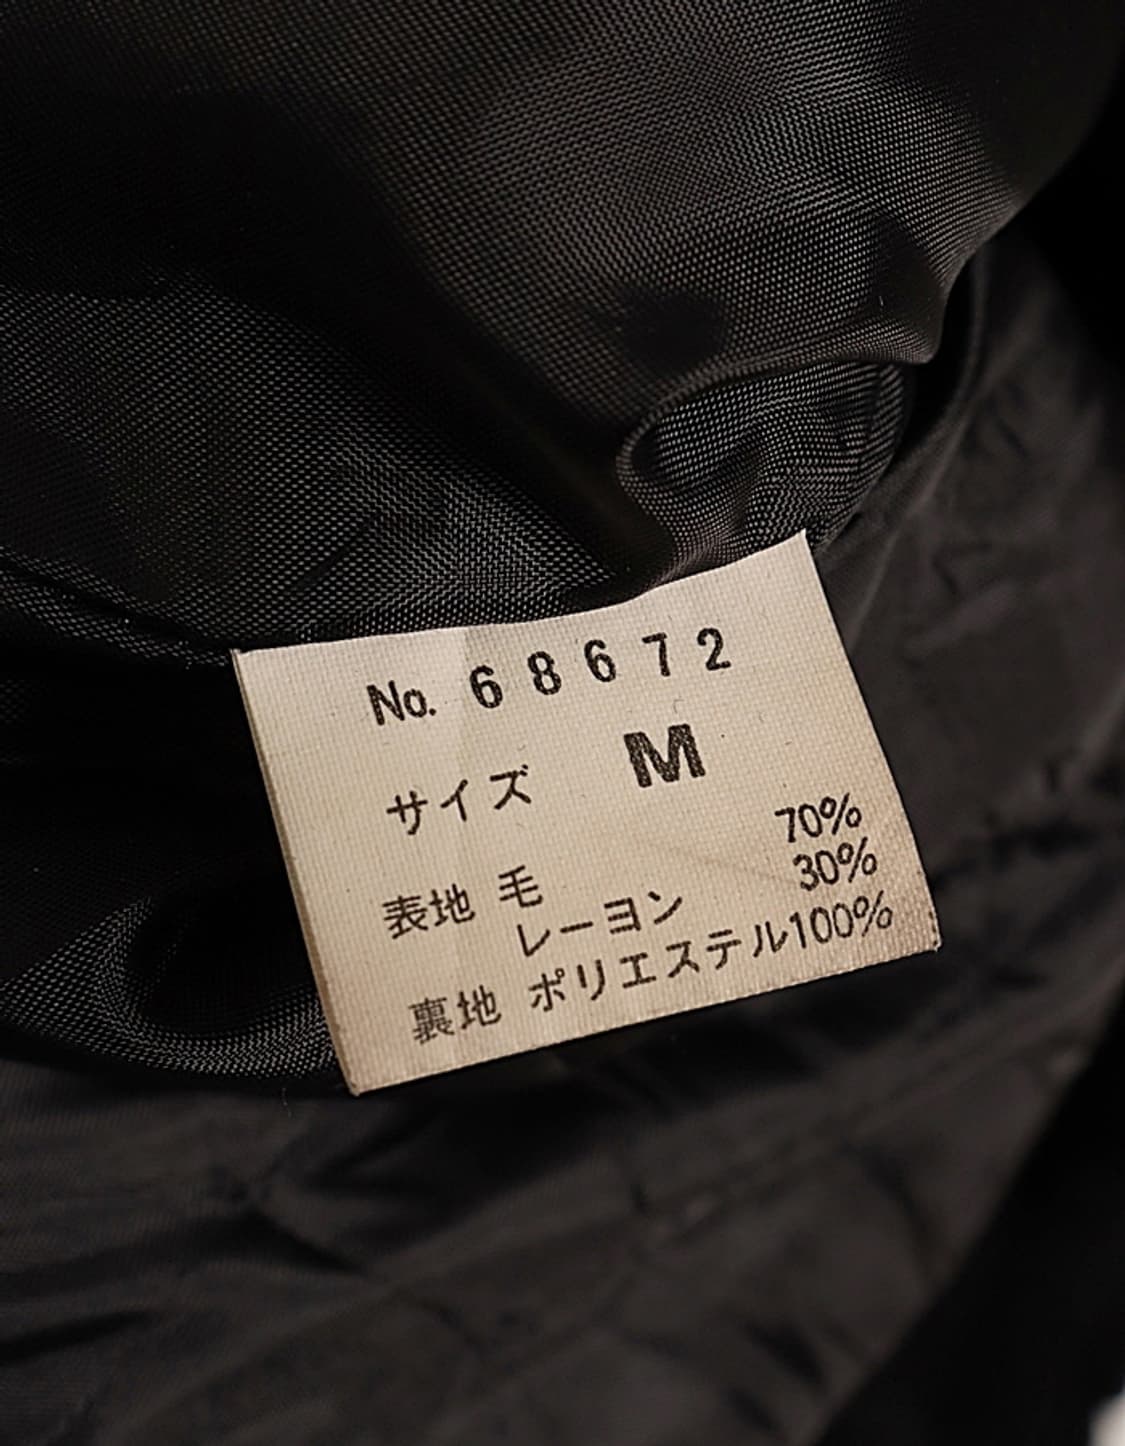 No. 68672
サイズ M
表地 毛 70%
レーヨン 30%
裏地 ポリエステル100%